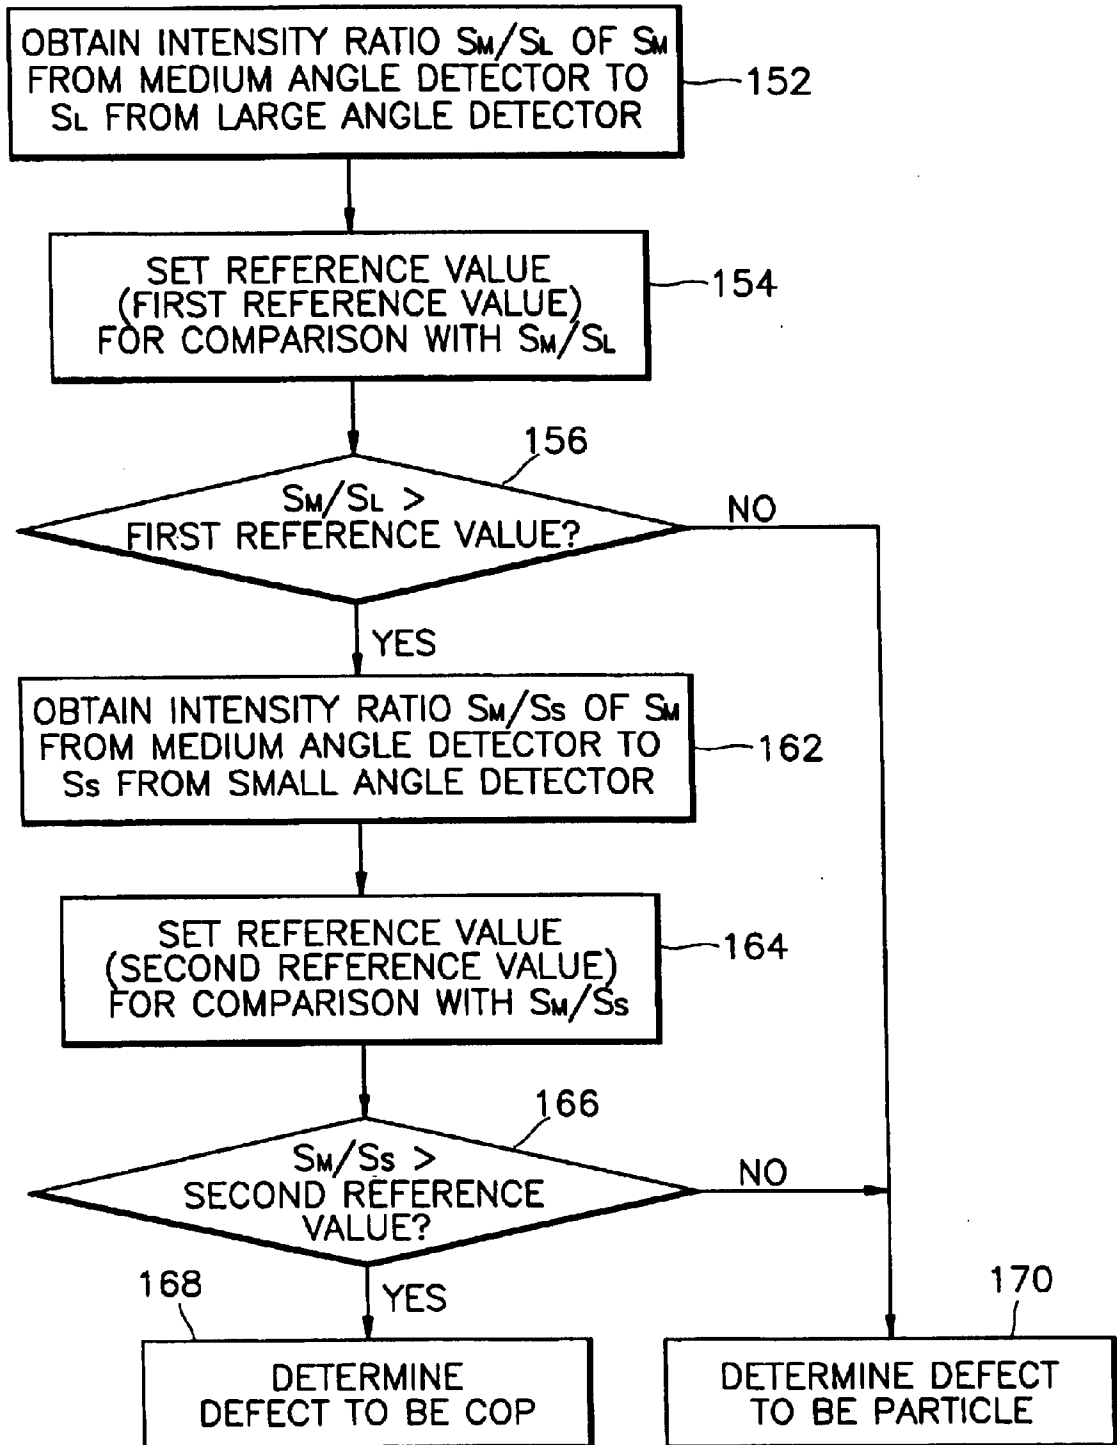 OBTAIN INTENSITY RATIO SM/SL OF SM
FROM MEDIUM ANGLE DETECTOR TO
SL FROM LARGE ANGLE DETECTOR
152
SET REFERENCE VALUE
(FIRST REFERENCE VALUE)
FOR COMPARISON WITH SM/SL
154
156
SM/SL >
FIRST REFERENCE VALUE?
NO
YES
OBTAIN INTENSITY RATIO SM/SS OF SM
FROM MEDIUM ANGLE DETECTOR TO
SS FROM SMALL ANGLE DETECTOR
162
SET REFERENCE VALUE
(SECOND REFERENCE VALUE)
FOR COMPARISON WITH SM/SS
164
166
SM/SS >
SECOND REFERENCE
VALUE?
NO
YES
168
DETERMINE
DEFECT TO BE COP
170
DETERMINE DEFECT
TO BE PARTICLE